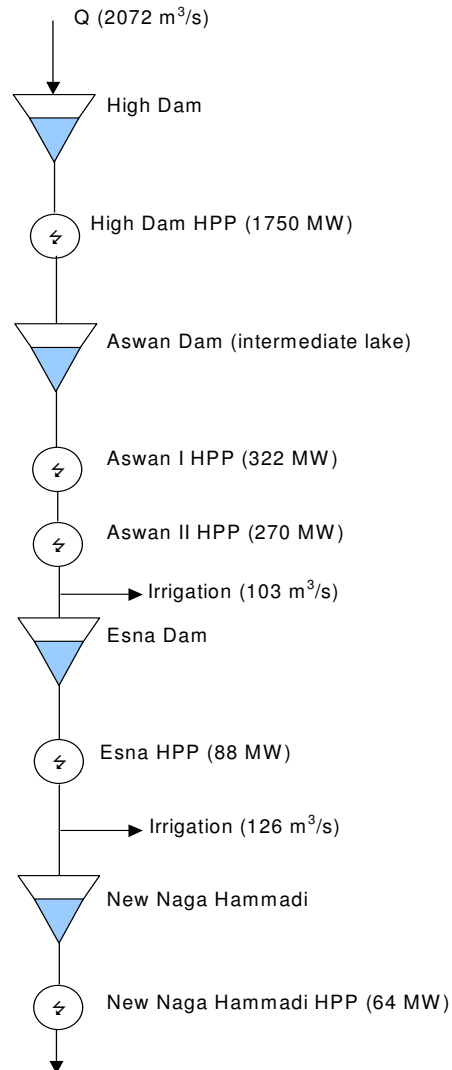 Q (2072 m³/s)
High Dam
High Dam HPP (1750 MW)
Aswan Dam (intermediate lake)
Aswan I HPP (322 MW)
Aswan II HPP (270 MW)
Irrigation (103 m³/s)
Esna Dam
Esna HPP (88 MW)
Irrigation (126 m³/s)
New Naga Hammadi
New Naga Hammadi HPP (64 MW)